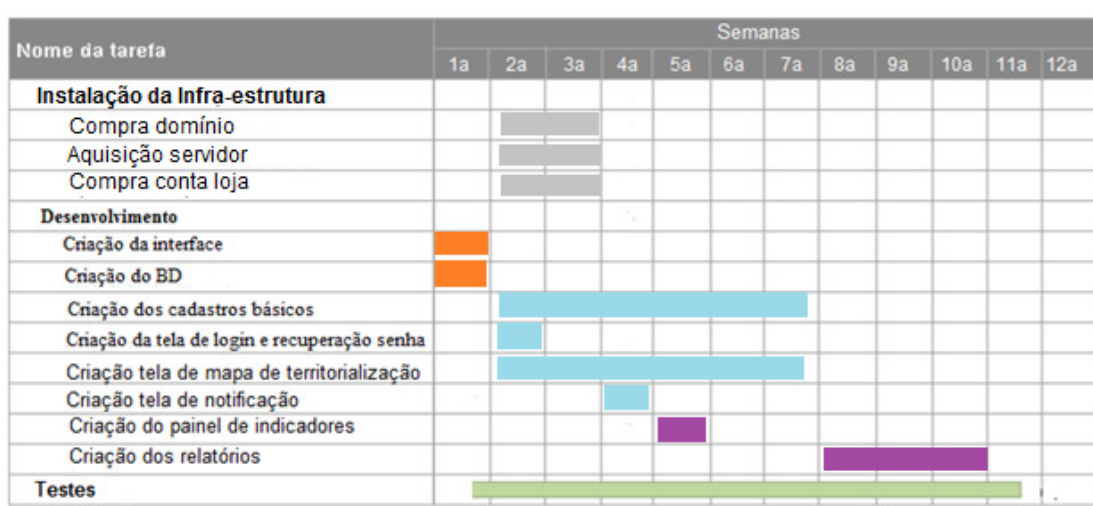 Semanas
Nome da tarefa
1a 2a 3a 4a 5a 6a 7a 8a 9a 10a 11a 12a
Instalação da Infra-estrutura
Compra domínio
Aquisição servidor
Compra conta loja
Desenvolvimento
Criação da interface
Criação do BD
Criação dos cadastros básicos
Criação da tela de login e recuperação senha
Criação tela de mapa de territorialização
Criação tela de notificação
Criação do painel de indicadores
Criação dos relatórios
Testes